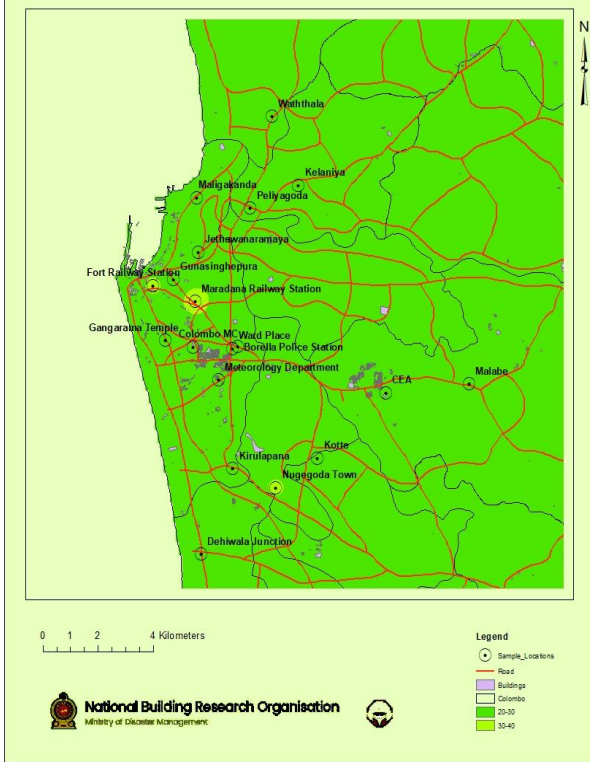 N
Waththala
Kelaniya
Maligakanda
Peliyagoda
Jethawanaramaya
Gunasinghepura
Fort Railway Station
Maradana Railway Station
Gangarama Temple
Colombo MC
Ward Place
Borella Police Station
Meteorology Department
CEA
Malabe
Kotte
Kirulapana
Nugegoda Town
Dehiwala Junction
0 1 2 4 Kilometers
Legend
Sample_Locations
Road
Buildings
Colombo
20-30
30-40
National Building Research Organisation
Ministry of Disaster Management